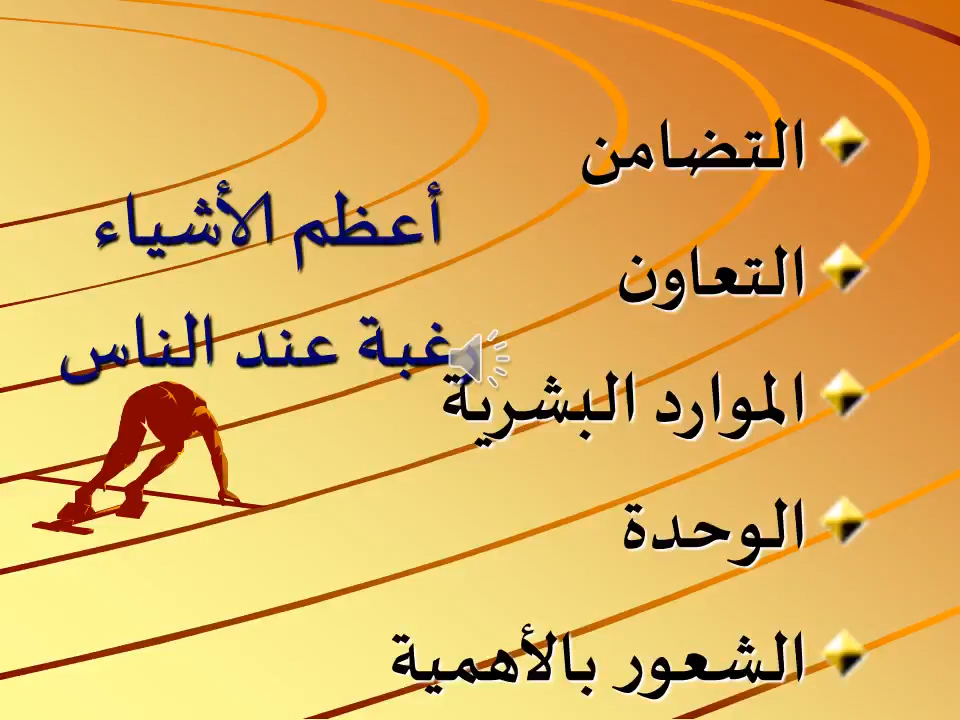 أعظم الأشياء
غبة عند الناس
التضامن
التعاون
الموارد البشرية
الوحدة
الشعور بالأهمية